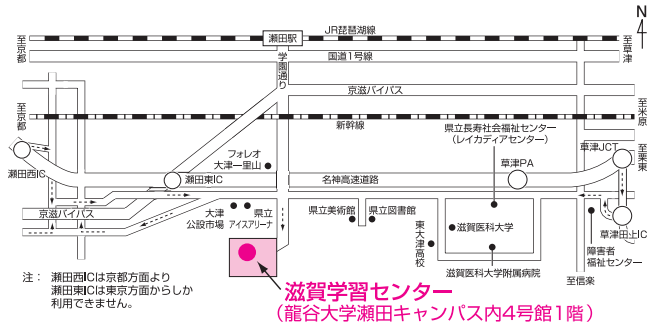 N
JR琵琶湖線
瀬田駅
至京都
至草津
国道1号線
学園通り
京滋バイパス
至米原
至京都
新幹線
県立長寿社会福祉センター
(レイカディアセンター)
草津JCT
至栗東
フォレオ
大津一里山
草津PA
瀬田西IC
瀬田東IC
名神高速道路
京滋バイパス
大津
公設市場
県立
アイスアリーナ
県立美術館
県立図書館
東大津高校
滋賀医科大学
草津田上IC
障害者
福祉センター
滋賀医科大学附属病院
至信楽
注: 瀬田西ICは京都方面より
瀬田東ICは東京方面からしか
利用できません。
滋賀学習センター
(龍谷大学瀬田キャンパス内4号館1階)